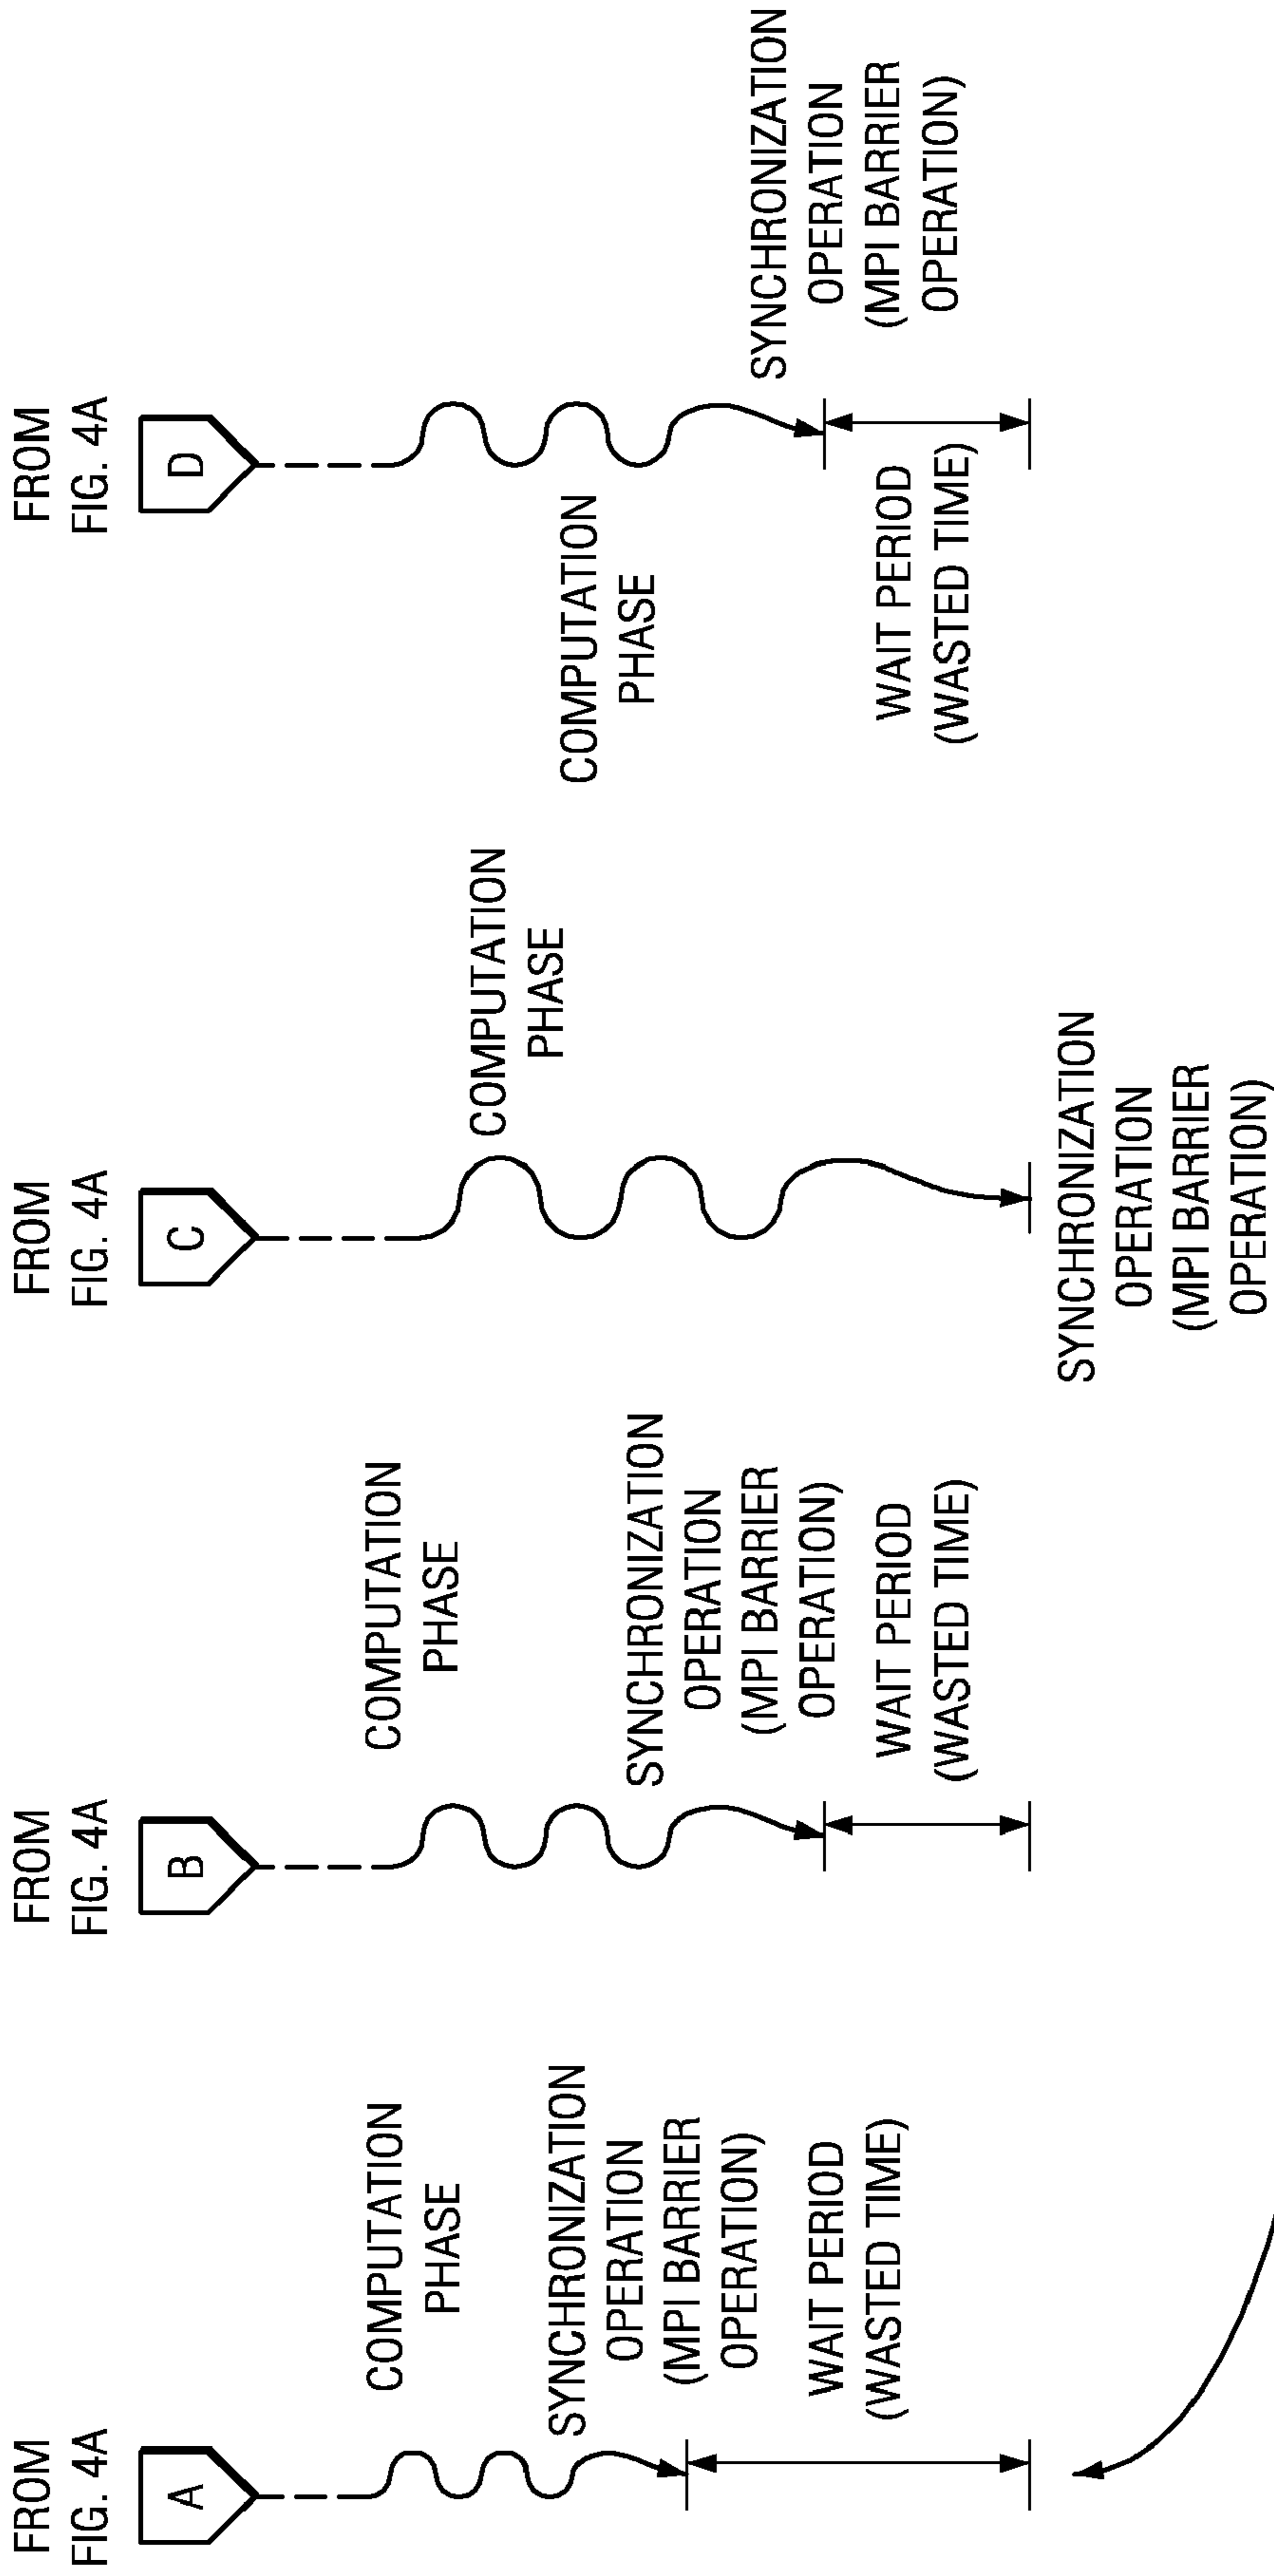 FROM
FIG. 4A
A
COMPUTATION
PHASE
SYNCHRONIZATION
OPERATION
(MPI BARRIER
OPERATION)
WAIT PERIOD
(WASTED TIME)
FROM
FIG. 4A
B
COMPUTATION
PHASE
SYNCHRONIZATION
OPERATION
(MPI BARRIER
OPERATION)
WAIT PERIOD
(WASTED TIME)
FROM
FIG. 4A
C
COMPUTATION
PHASE
SYNCHRONIZATION
OPERATION
(MPI BARRIER
OPERATION)
FROM
FIG. 4A
D
COMPUTATION
PHASE
SYNCHRONIZATION
OPERATION
(MPI BARRIER
OPERATION)
WAIT PERIOD
(WASTED TIME)